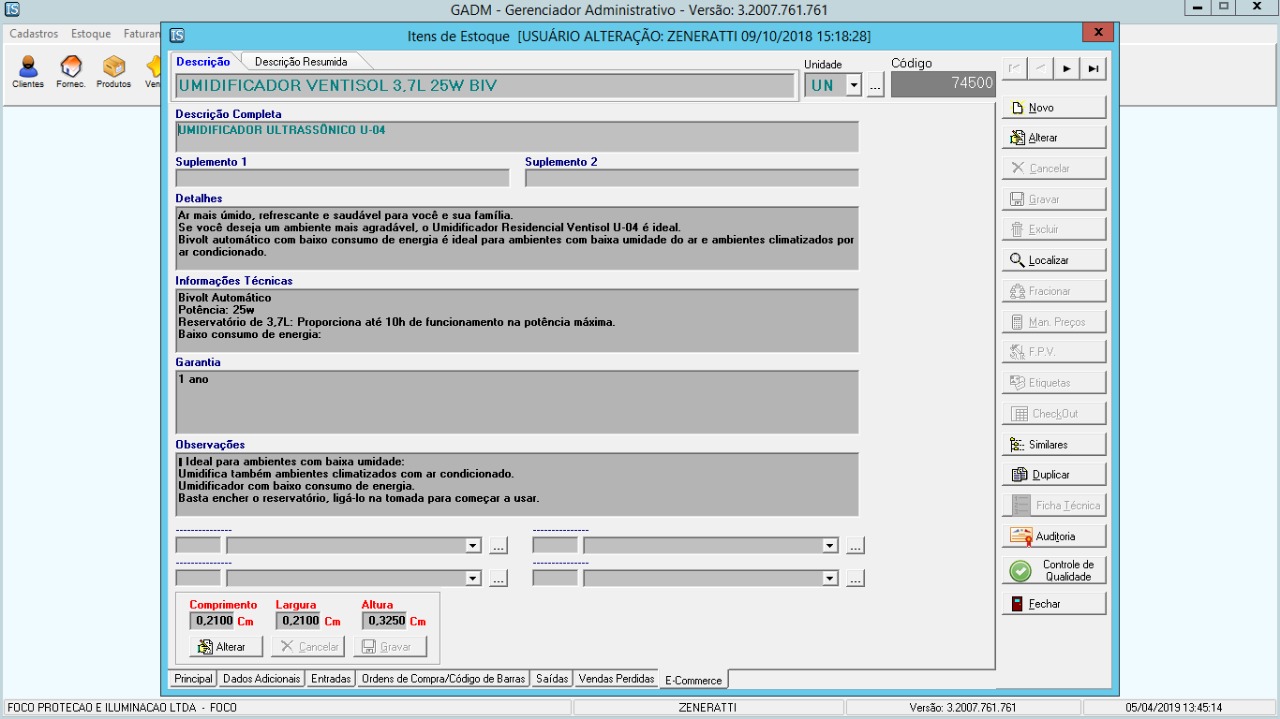 GADM - Gerenciador Administrativo - Versão: 3.2007.761.761
Cadastros Estoque Faturan
Clientes Fornec. Produtos Ven
Itens de Estoque [USUÁRIO ALTERAÇÃO: ZENERATTI 09/10/2018 15:18:28]
Descrição Descrição Resumida
Unidade Código
UMIDIFICADOR VENTISOL 3,7L 25W BIV
UN ... 74500
Descrição Completa
UMIDIFICADOR ULTRASSÔNICO U-04
Suplemento 1 Suplemento 2
Detalhes
Ar mais úmido, refrescante e saudável para você e sua família.
Se você deseja um ambiente mais agradável, o Umidificador Residencial Ventisol U-04 é ideal.
Bivolt automático com baixo consumo de energia é ideal para ambientes com baixa umidade do ar e ambientes climatizados por
ar condicionado.
Informações Técnicas
Bivolt Automático
Potência: 25w
Reservatório de 3,7L: Proporciona até 10h de funcionamento na potência máxima.
Baixo consumo de energia:
Garantia
1 ano
Observações
Ideal para ambientes com baixa umidade:
Umidifica também ambientes climatizados com ar condicionado.
Umidificador com baixo consumo de energia.
Basta encher o reservatório, ligá-lo na tomada para começar a usar.
--------------- ---------------
... ...
--------------- ---------------
... ...
Comprimento Largura Altura
0,2100 Cm 0,2100 Cm 0,3250 Cm
Alterar Cancelar Gravar
Principal Dados Adicionais Entradas Ordens de Compra/Código de Barras Saídas Vendas Perdidas E-Commerce
Novo
Alterar
Cancelar
Gravar
Excluir
Localizar
Fracionar
Man. Preços
F.P.V.
Etiquetas
CheckOut
Similares
Duplicar
Ficha Técnica
Auditoria
Controle de
Qualidade
Fechar
FOCO PROTECAO E ILUMINACAO LTDA - FOCO ZENERATTI Versão: 3.2007.761.761 05/04/2019 13:45:14